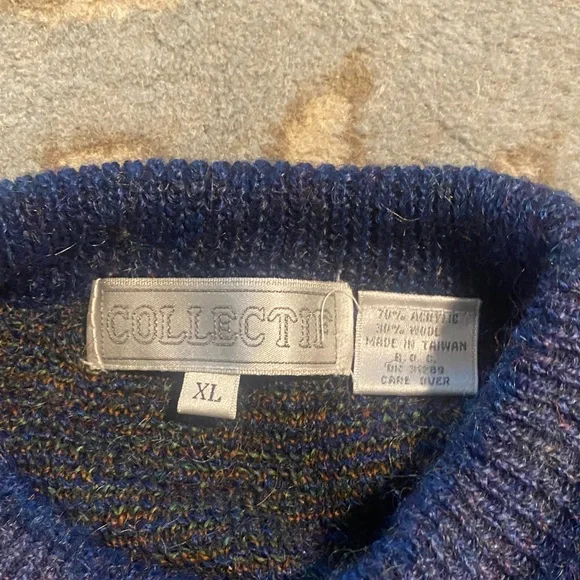 COLLECTIF
XL
70% ACRYLIC
30% WOOL
MADE IN TAIWAN
R.O.C.
RN 31289
CARE OVER